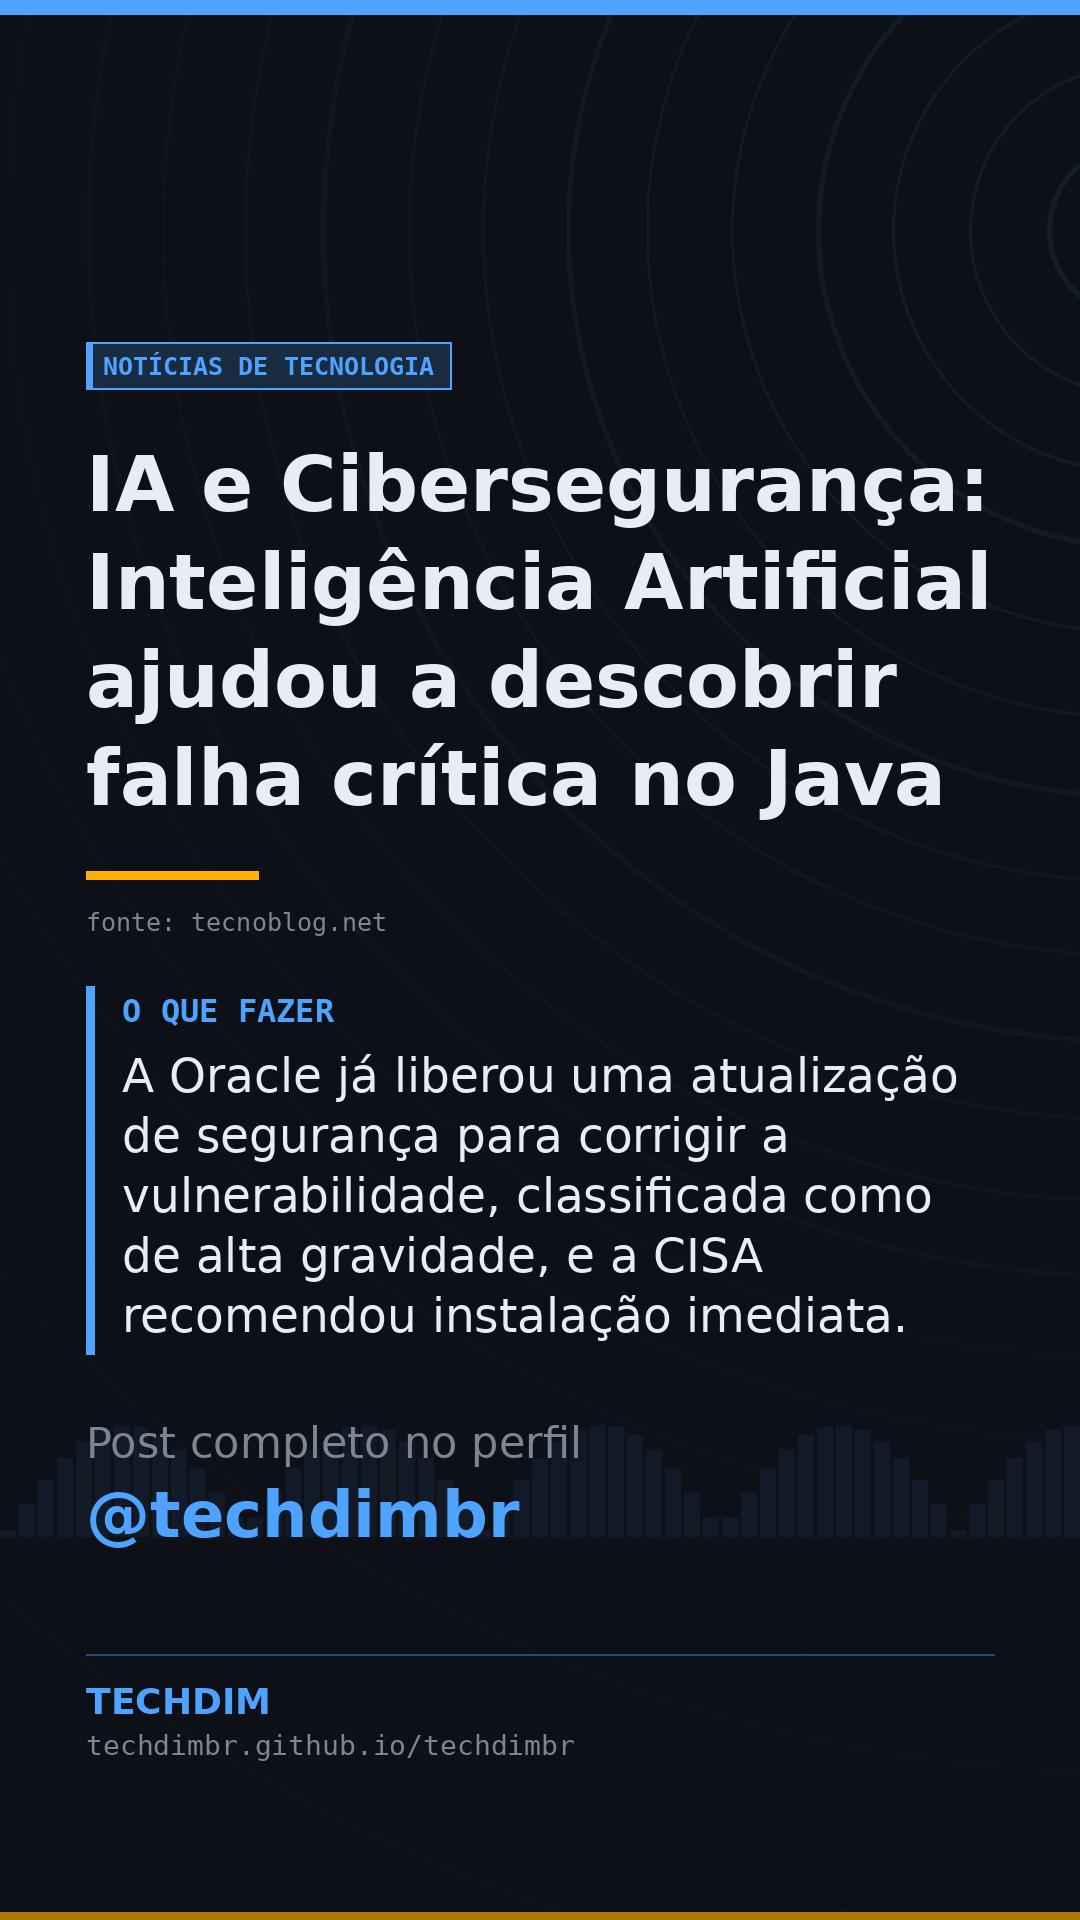 NOTÍCIAS DE TECNOLOGIA
IA e Cibersegurança:
Inteligência Artificial
ajudou a descobrir
falha crítica no Java
fonte: tecnoblog.net
O QUE FAZER
A Oracle já liberou uma atualização
de segurança para corrigir a
vulnerabilidade, classificada como
de alta gravidade, e a CISA
recomendou instalação imediata.
Post completo no perfil
@techdimbr
TECHDIM
techdimbr.github.io/techdimbr